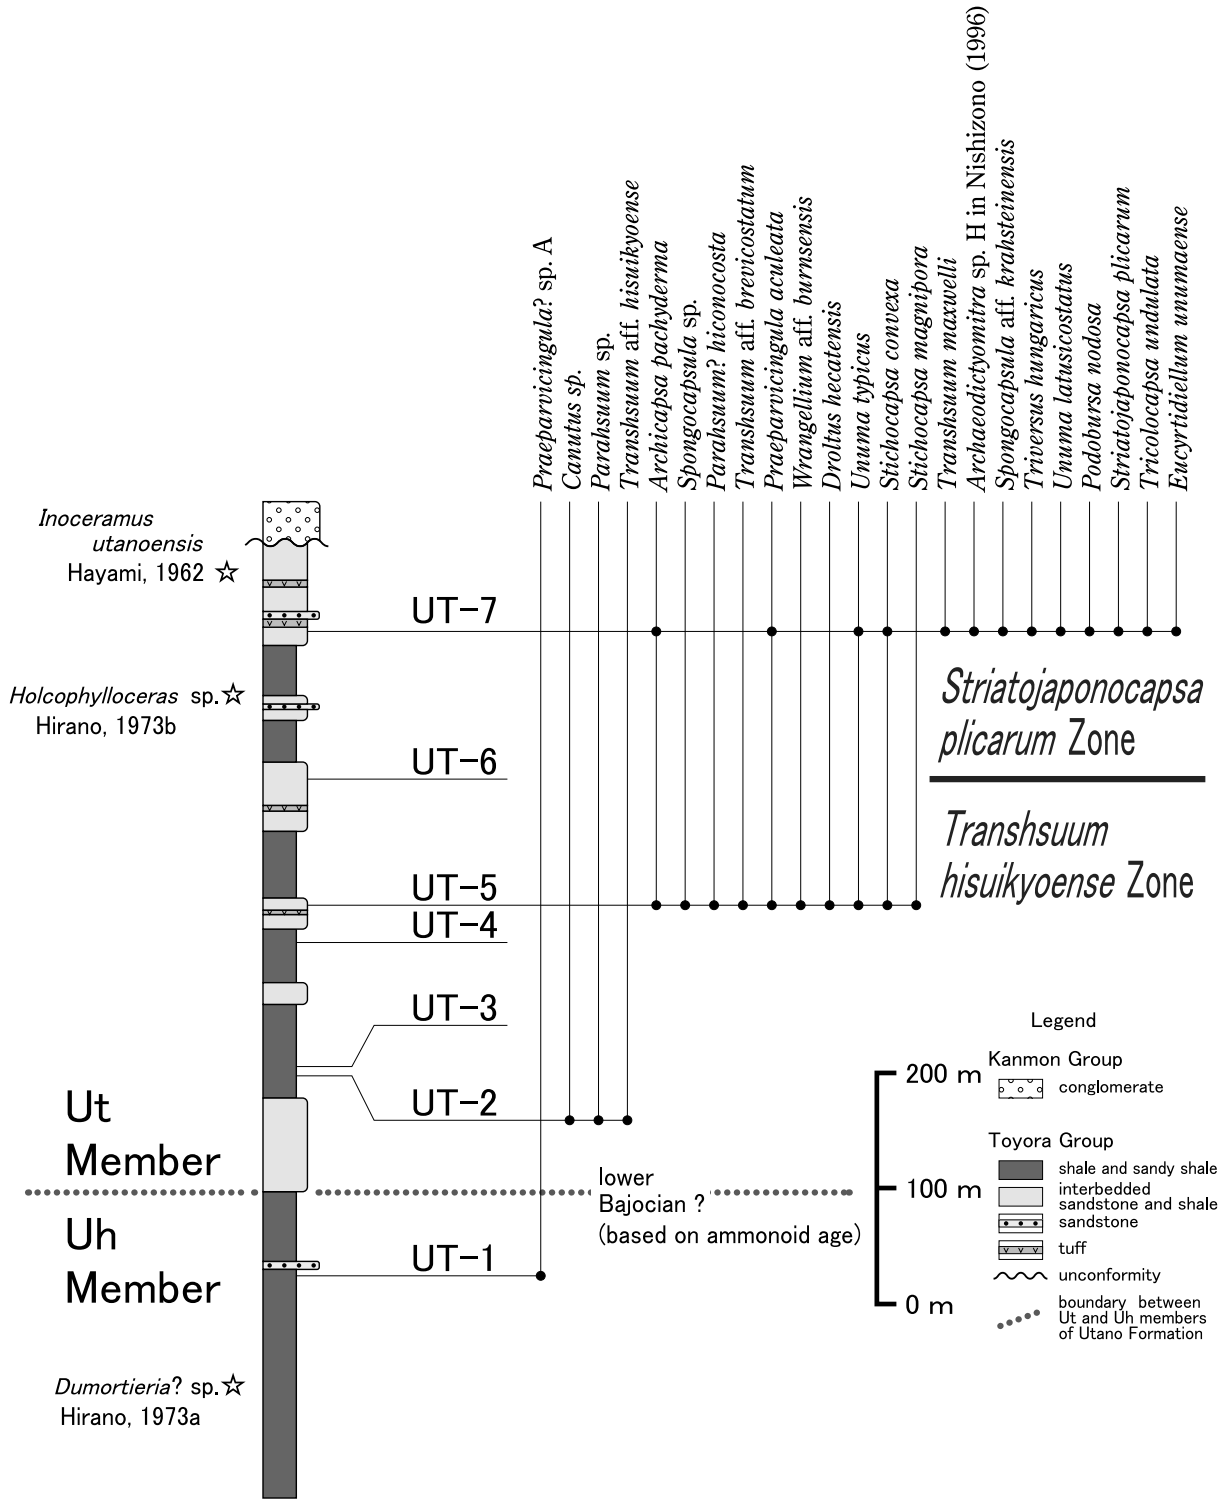 Praeparvicingula? sp. A
Canutus sp.
Parahsuum sp.
Transhsuum aff. hisuikyoense
Archicapsa pachyderma
Spongocapsula sp.
Parahsuum? hiconocosta
Transhsuum aff. brevicostatum
Praeparvicingula aculeata
Wrangellium aff. burnsensis
Droltus hecatensis
Unuma typicus
Stichocapsa convexa
Stichocapsa magnipora
Transhsuum maxwelli
Archaeodictyomitra sp. H in Nishizono (1996)
Spongocapsula aff. krahsteinensis
Triversus hungaricus
Unuma latusicostatus
Podobursa nodosa
Striatojaponocapsa plicarum
Tricolocapsa undulata
Eucyrtidiellum unumaense
Inoceramus
utanoensis
Hayami, 1962 ☆
UT-7
Holcophylloceras sp. ☆
Hirano, 1973b
Striatojaponocapsa
plicarum Zone
UT-6
Transhsuum
hisuikyoense Zone
UT-5
UT-4
UT-3
UT-2
Ut
Member
lower
Bajocian ?
(based on ammonoid age)
Uh
Member
UT-1
Dumortieria? sp. ☆
Hirano, 1973a
200 m
100 m
0 m
Legend
Kanmon Group
conglomerate
Toyora Group
shale and sandy shale
interbedded
sandstone and shale
sandstone
tuff
unconformity
boundary between
Ut and Uh members
of Utano Formation